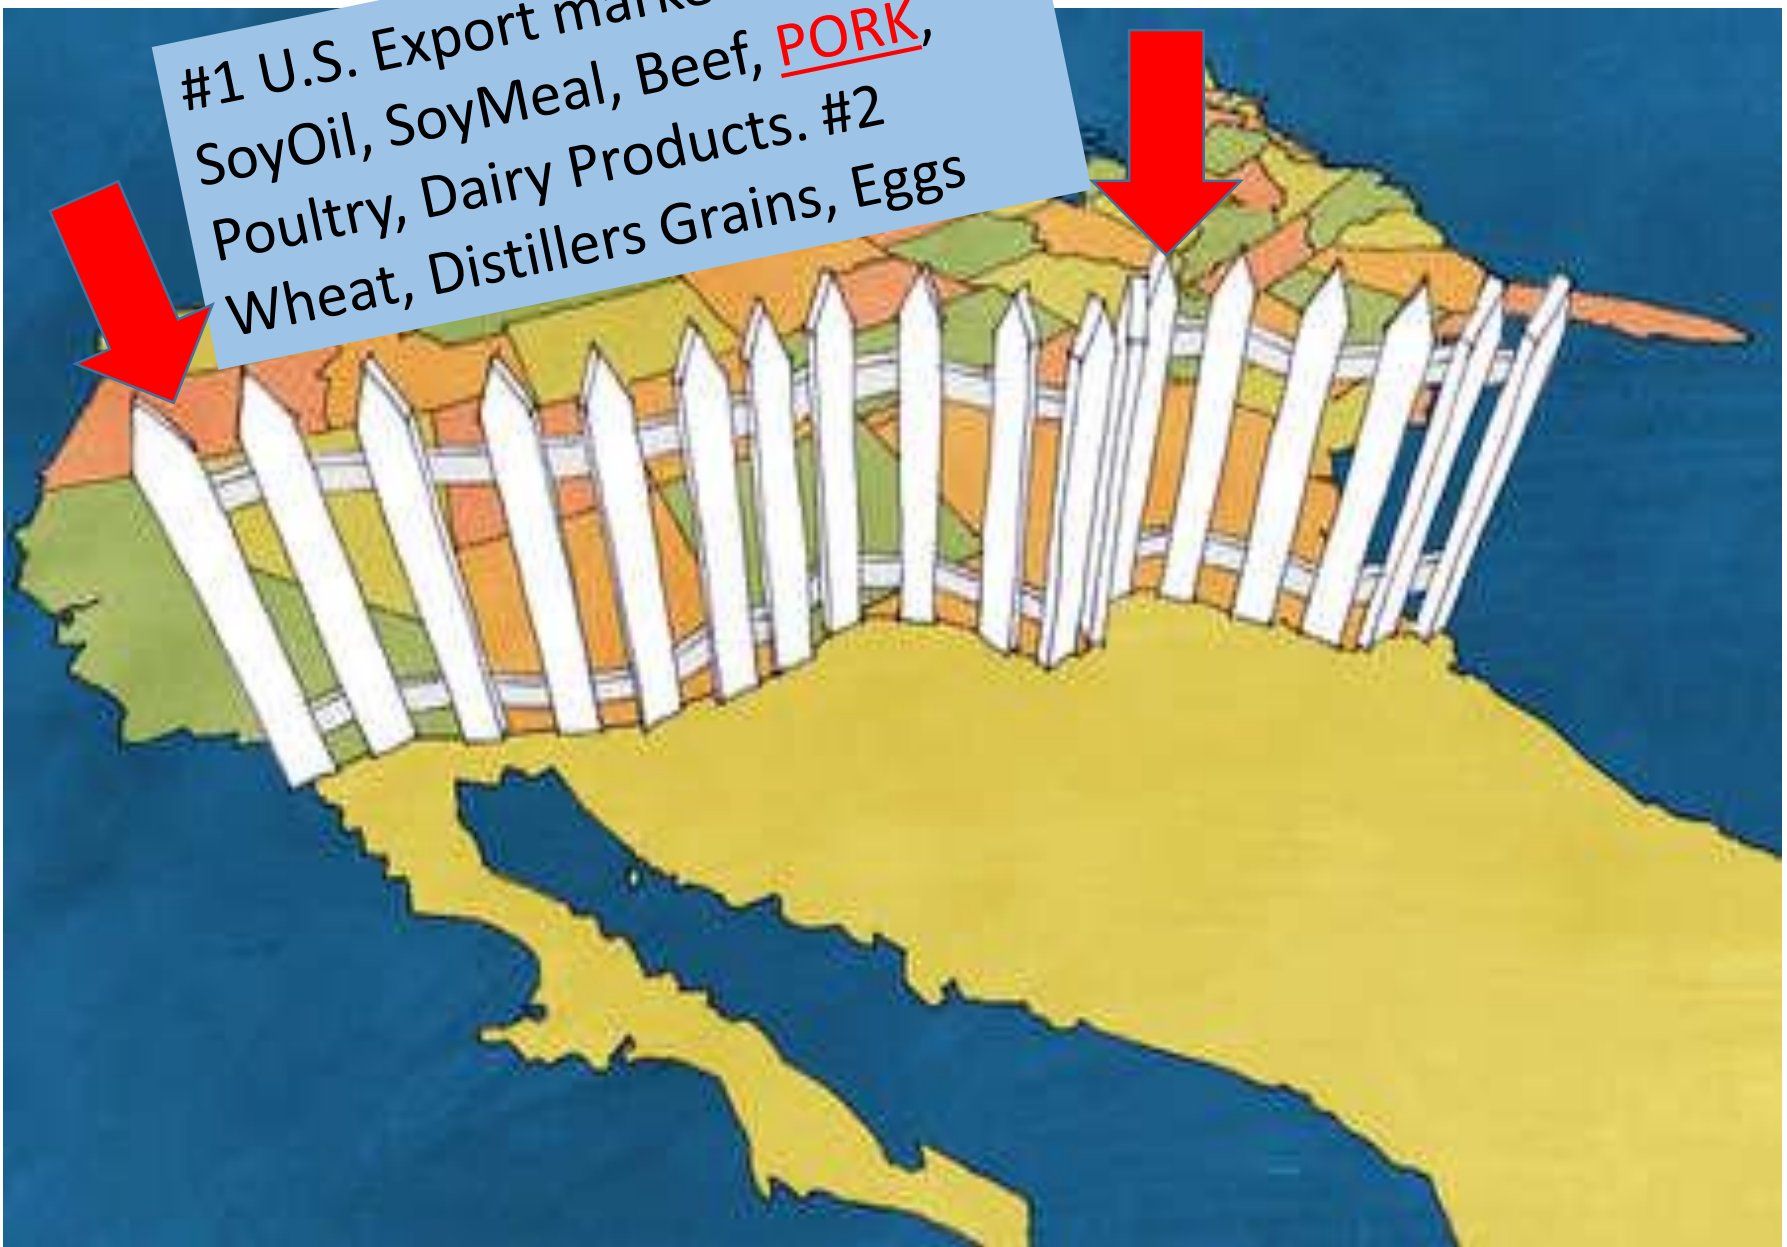 #1 U.S. Export
SoyOil, SoyMeal, Beef, PORK,
Poultry, Dairy Products. #2
Wheat, Distillers Grains, Eggs